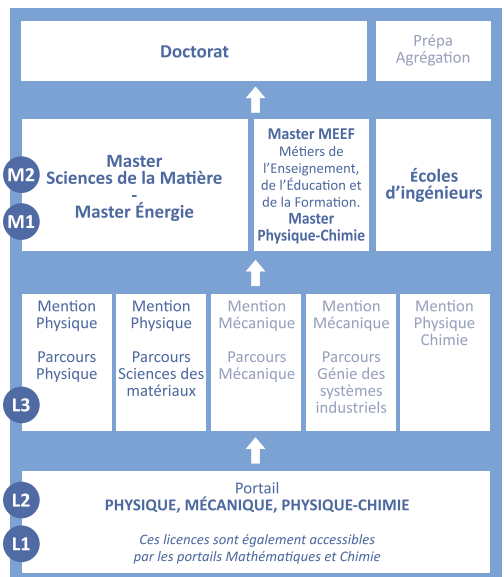 Doctorat
Prépa
Agrégation
M2
M1
Master
Sciences de la Matière
-
Master Énergie
Master MEEF
Métiers de
l'Enseignement,
de l'Éducation et
de la Formation.
Master
Physique-Chimie
Écoles
d'ingénieurs
L3
Mention
Physique
Parcours
Physique
Mention
Physique
Parcours
Sciences des
matériaux
Mention
Mécanique
Parcours
Mécanique
Mention
Mécanique
Parcours
Génie des
systèmes
industriels
Mention
Physique
Chimie
L2
L1
Portail
PHYSIQUE, MÉCANIQUE, PHYSIQUE-CHIMIE
Ces licences sont également accessibles
par les portails Mathématiques et Chimie